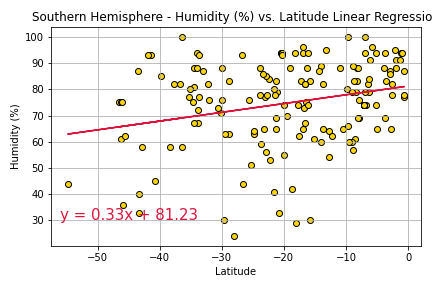 Southern Hemisphere - Humidity (%) vs. Latitude Linear Regressio
Humidity (%)
100
90
80
70
60
50
40
30
y = 0.33x + 81.23
−50 −40 −30 −20 −10 0
Latitude